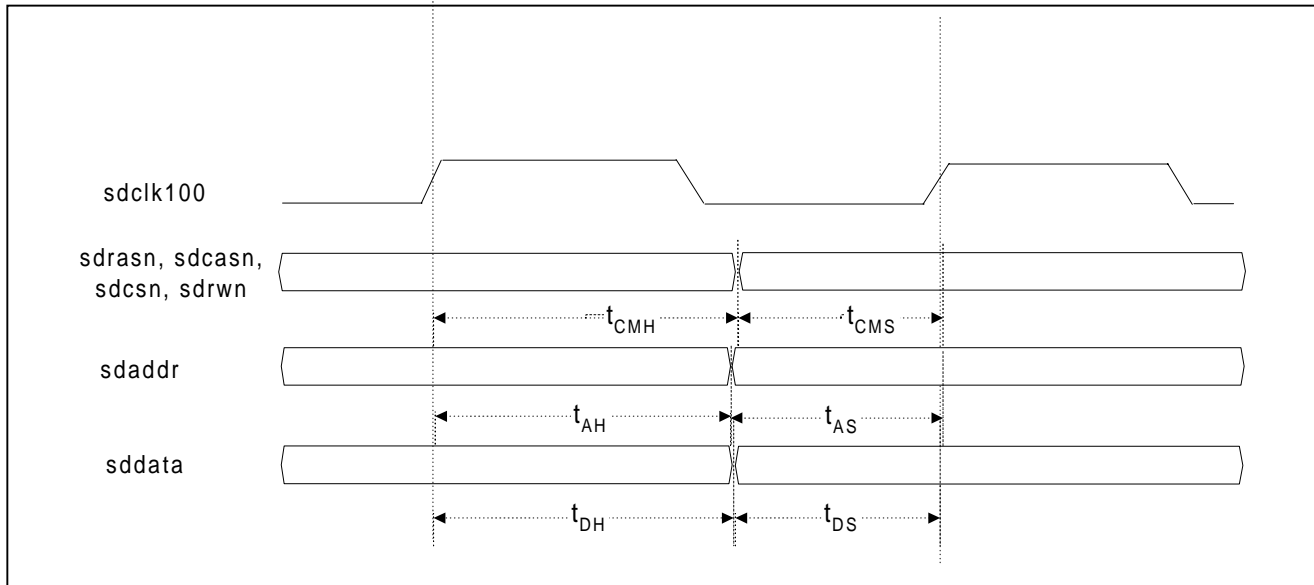 sdclk100
sdrasn, sdcasn,
sdcsn, sdrwn
tCMH tCMS
sdaddr
tAH tAS
sddata
tDH tDS